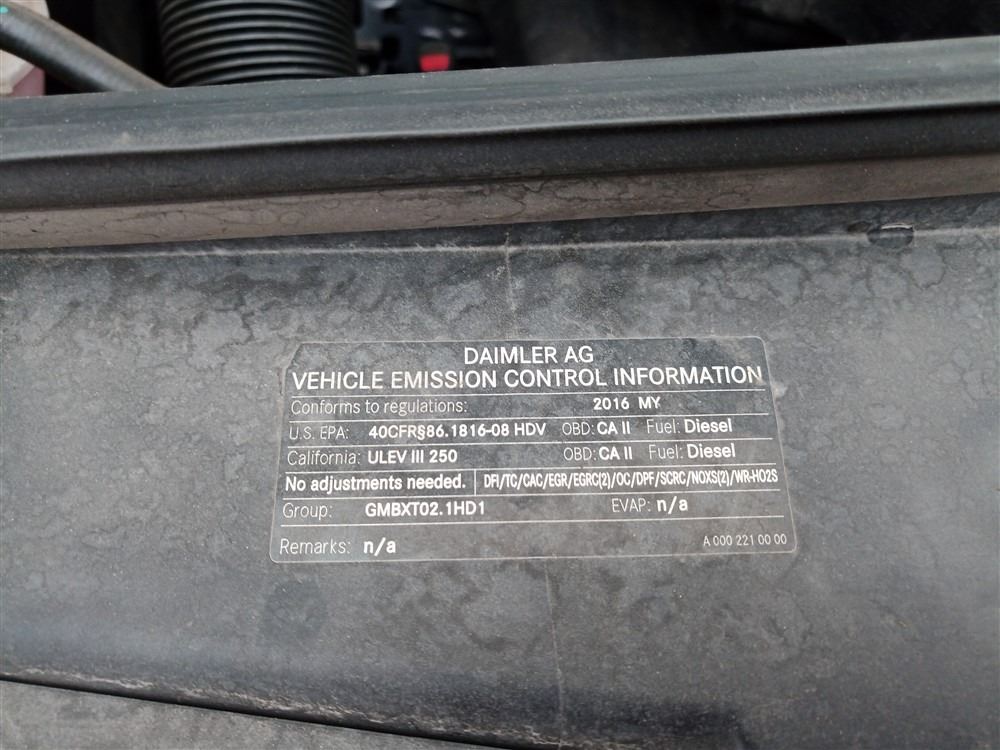 DAIMLER AG
VEHICLE EMISSION CONTROL INFORMATION
Conforms to regulations: 2016 MY
U.S. EPA: 40CFR§86.1816-08 HDV OBD: CA II Fuel: Diesel
California: ULEV III 250 OBD: CA II Fuel: Diesel
No adjustments needed. DFI/TC/CAC/EGR/EGRC(2)/OC/DPF/SCRC/NOXS(2)/WR-HO2S
Group: GMBXT02.1HD1 EVAP: n/a
Remarks: n/a A 000 221 00 00